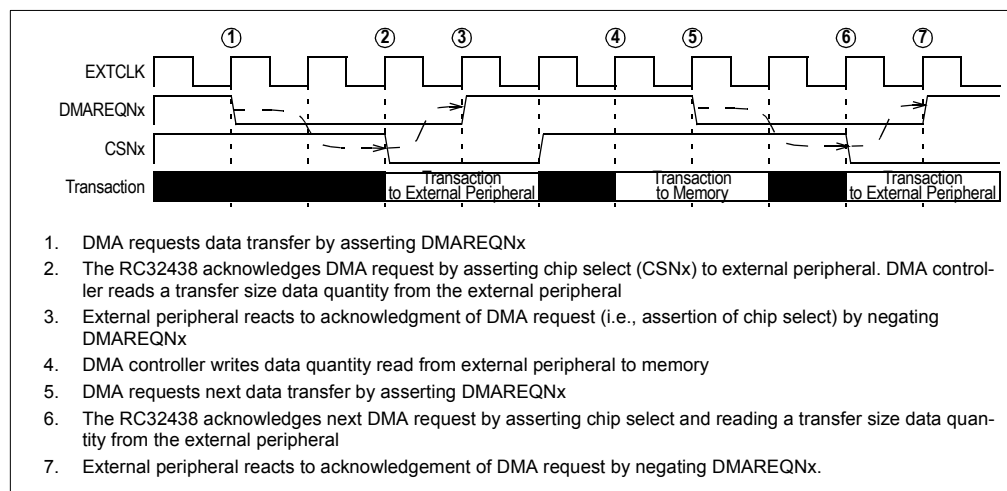 1 2 3 4 5 6 7
EXTCLK
DMAREQNx
CSNx
Transaction
Transaction to External Peripheral
Transaction to Memory
Transaction to External Peripheral
1. DMA requests data transfer by asserting DMAREQNx
2. The RC32438 acknowledges DMA request by asserting chip select (CSNx) to external peripheral. DMA control-
ler reads a transfer size data quantity from the external peripheral
3. External peripheral reacts to acknowledgment of DMA request (i.e., assertion of chip select) by negating
DMAREQNx
4. DMA controller writes data quantity read from external peripheral to memory
5. DMA requests next data transfer by asserting DMAREQNx
6. The RC32438 acknowledges next DMA request by asserting chip select and reading a transfer size data quan-
tity from the external peripheral
7. External peripheral reacts to acknowledgement of DMA request by negating DMAREQNx.